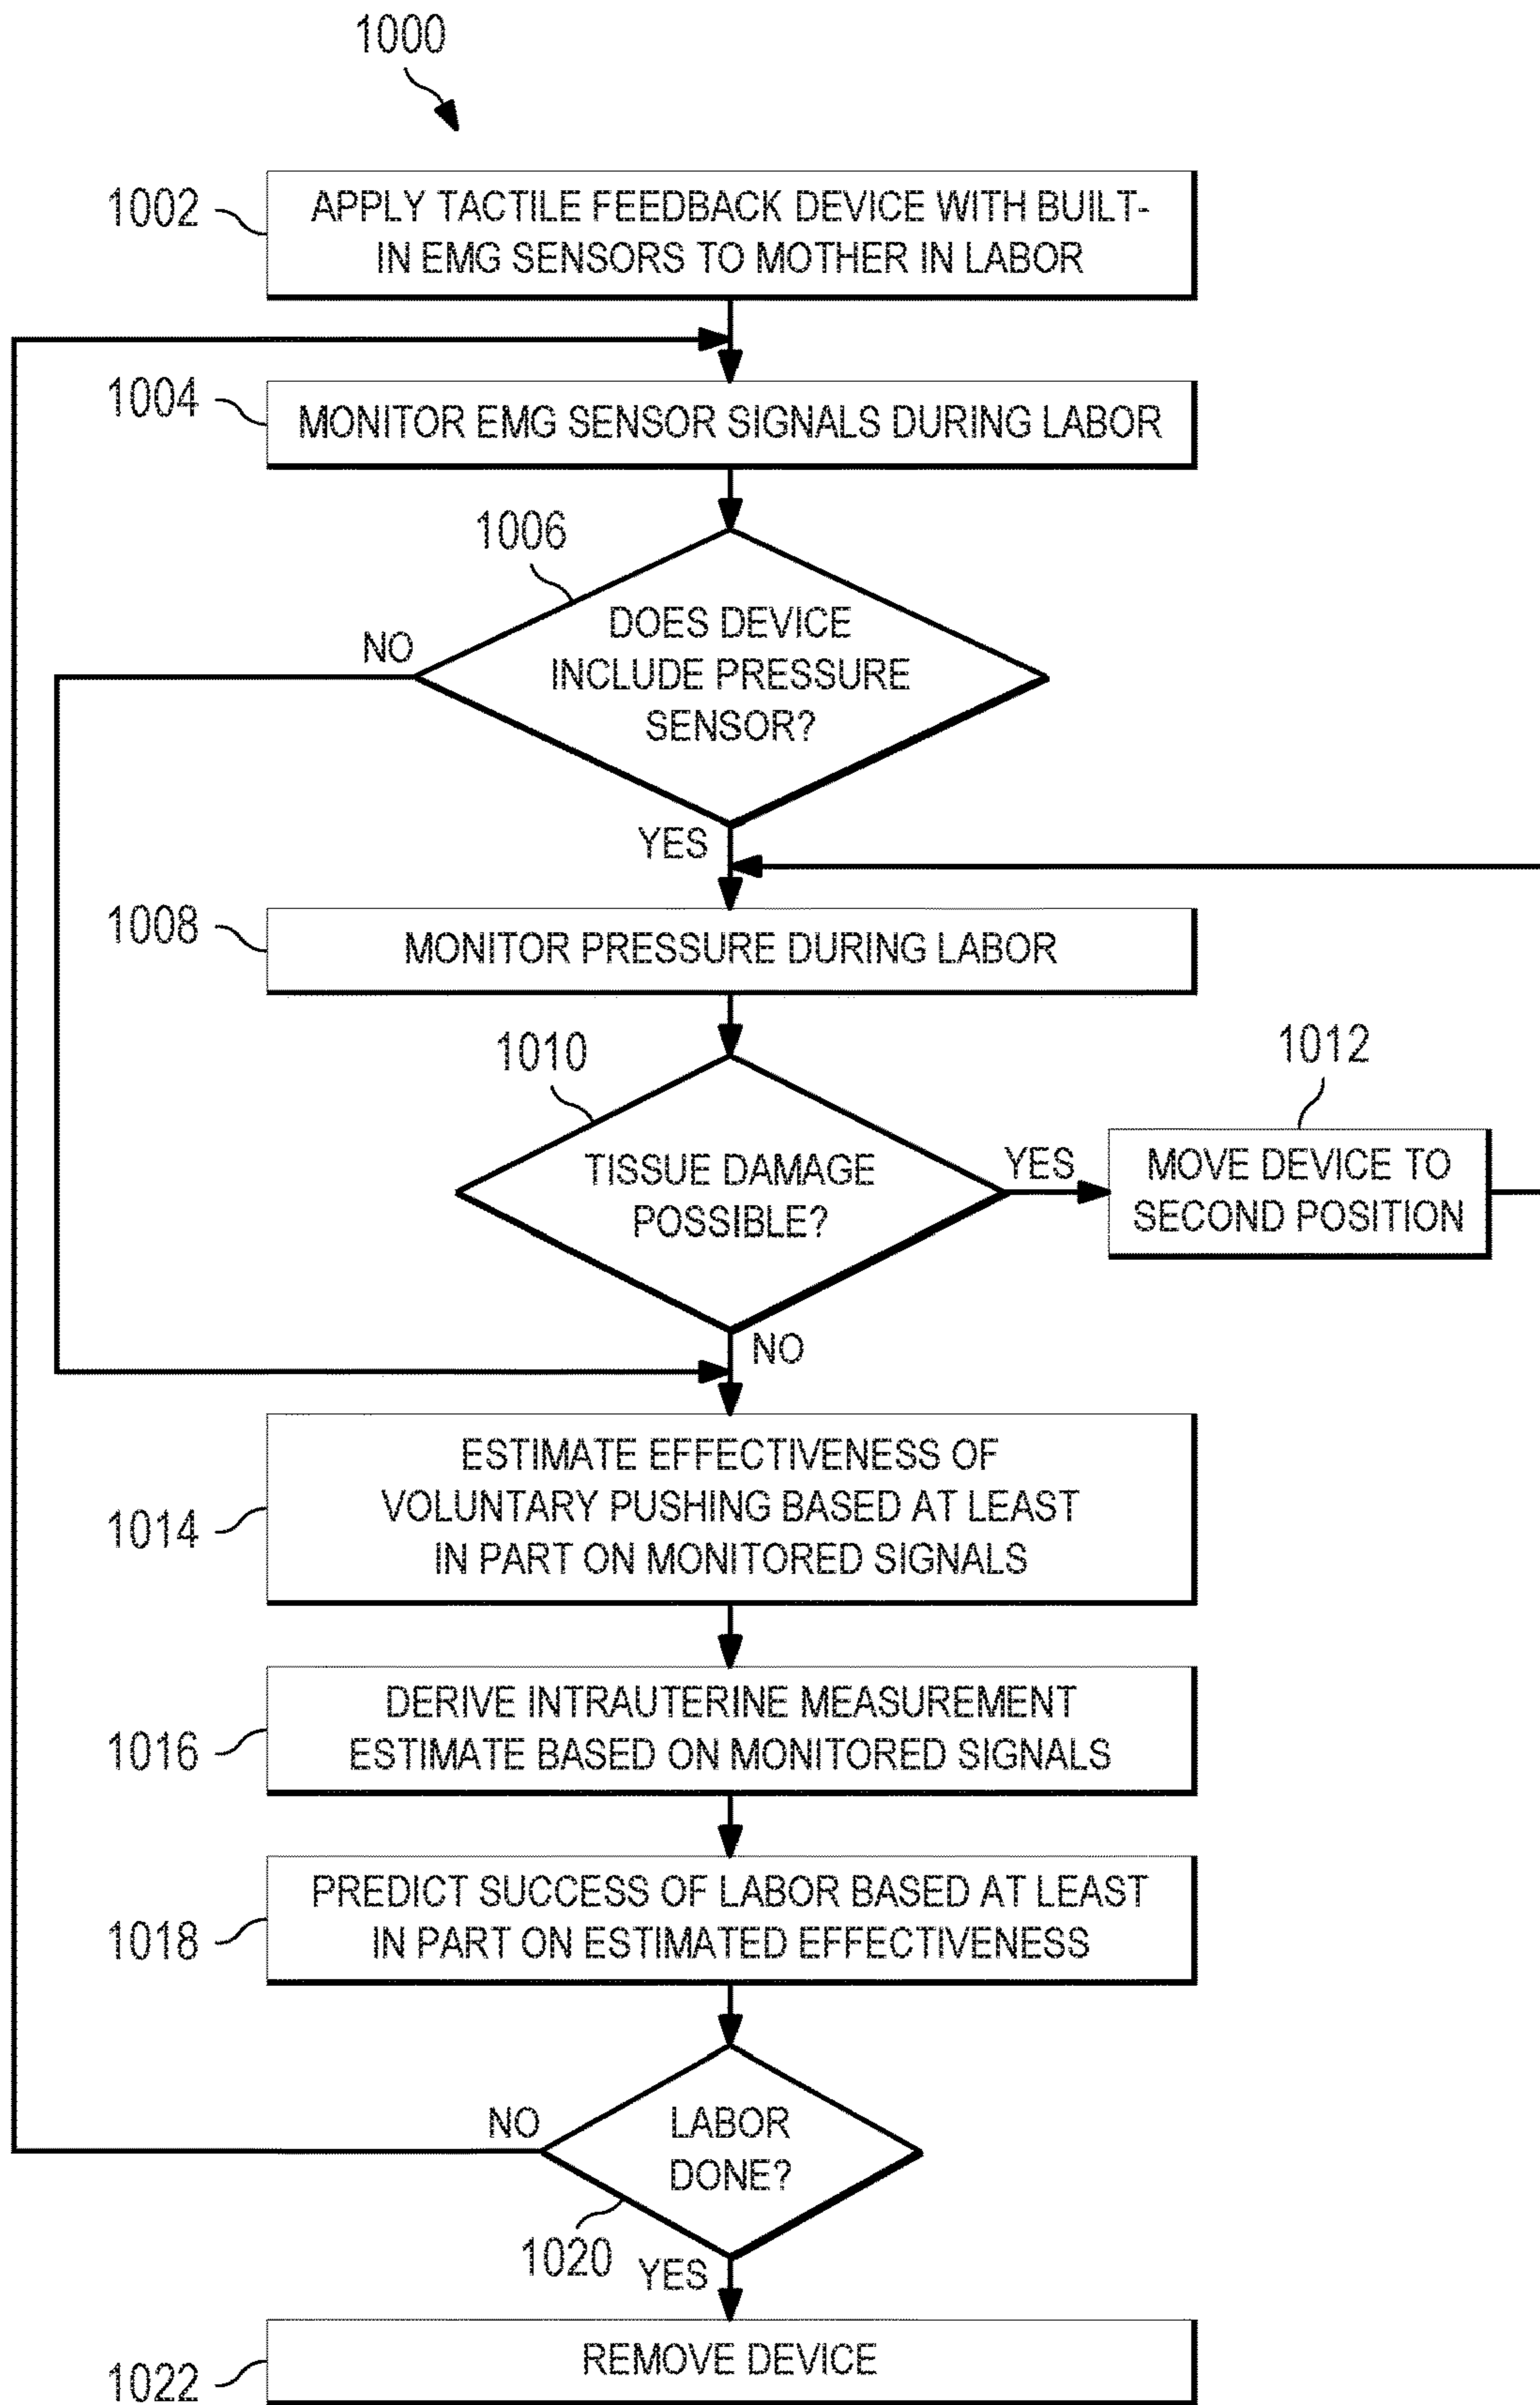 1000
1002
APPLY TACTILE FEEDBACK DEVICE WITH BUILT-
IN EMG SENSORS TO MOTHER IN LABOR
1004
MONITOR EMG SENSOR SIGNALS DURING LABOR
1006
DOES DEVICE
INCLUDE PRESSURE
SENSOR?
NO
YES
1008
MONITOR PRESSURE DURING LABOR
1010
TISSUE DAMAGE
POSSIBLE?
YES
1012
MOVE DEVICE TO
SECOND POSITION
NO
1014
ESTIMATE EFFECTIVENESS OF
VOLUNTARY PUSHING BASED AT LEAST
IN PART ON MONITORED SIGNALS
1016
DERIVE INTRAUTERINE MEASUREMENT
ESTIMATE BASED ON MONITORED SIGNALS
1018
PREDICT SUCCESS OF LABOR BASED AT LEAST
IN PART ON ESTIMATED EFFECTIVENESS
NO
LABOR
DONE?
1020
YES
1022
REMOVE DEVICE